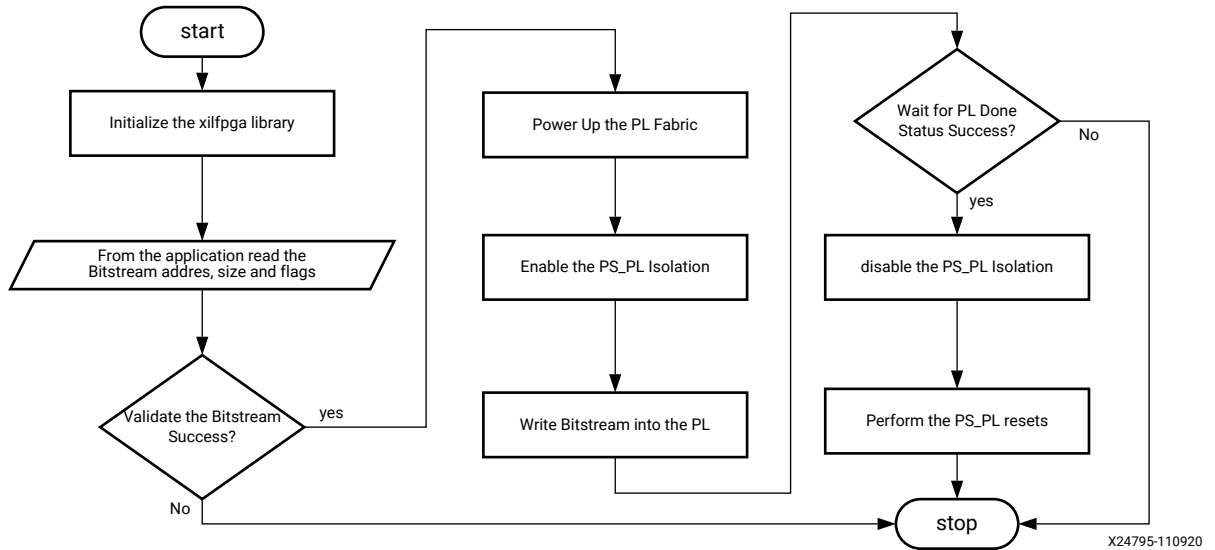 start
Initialize the xilfpga library
From the application read the
Bitstream addres, size and flags
Validate the Bitstream
Success?
yes
No
Power Up the PL Fabric
Enable the PS_PL Isolation
Write Bitstream into the PL
Wait for PL Done
Status Success?
No
yes
disable the PS_PL Isolation
Perform the PS_PL resets
stop
X24795-110920